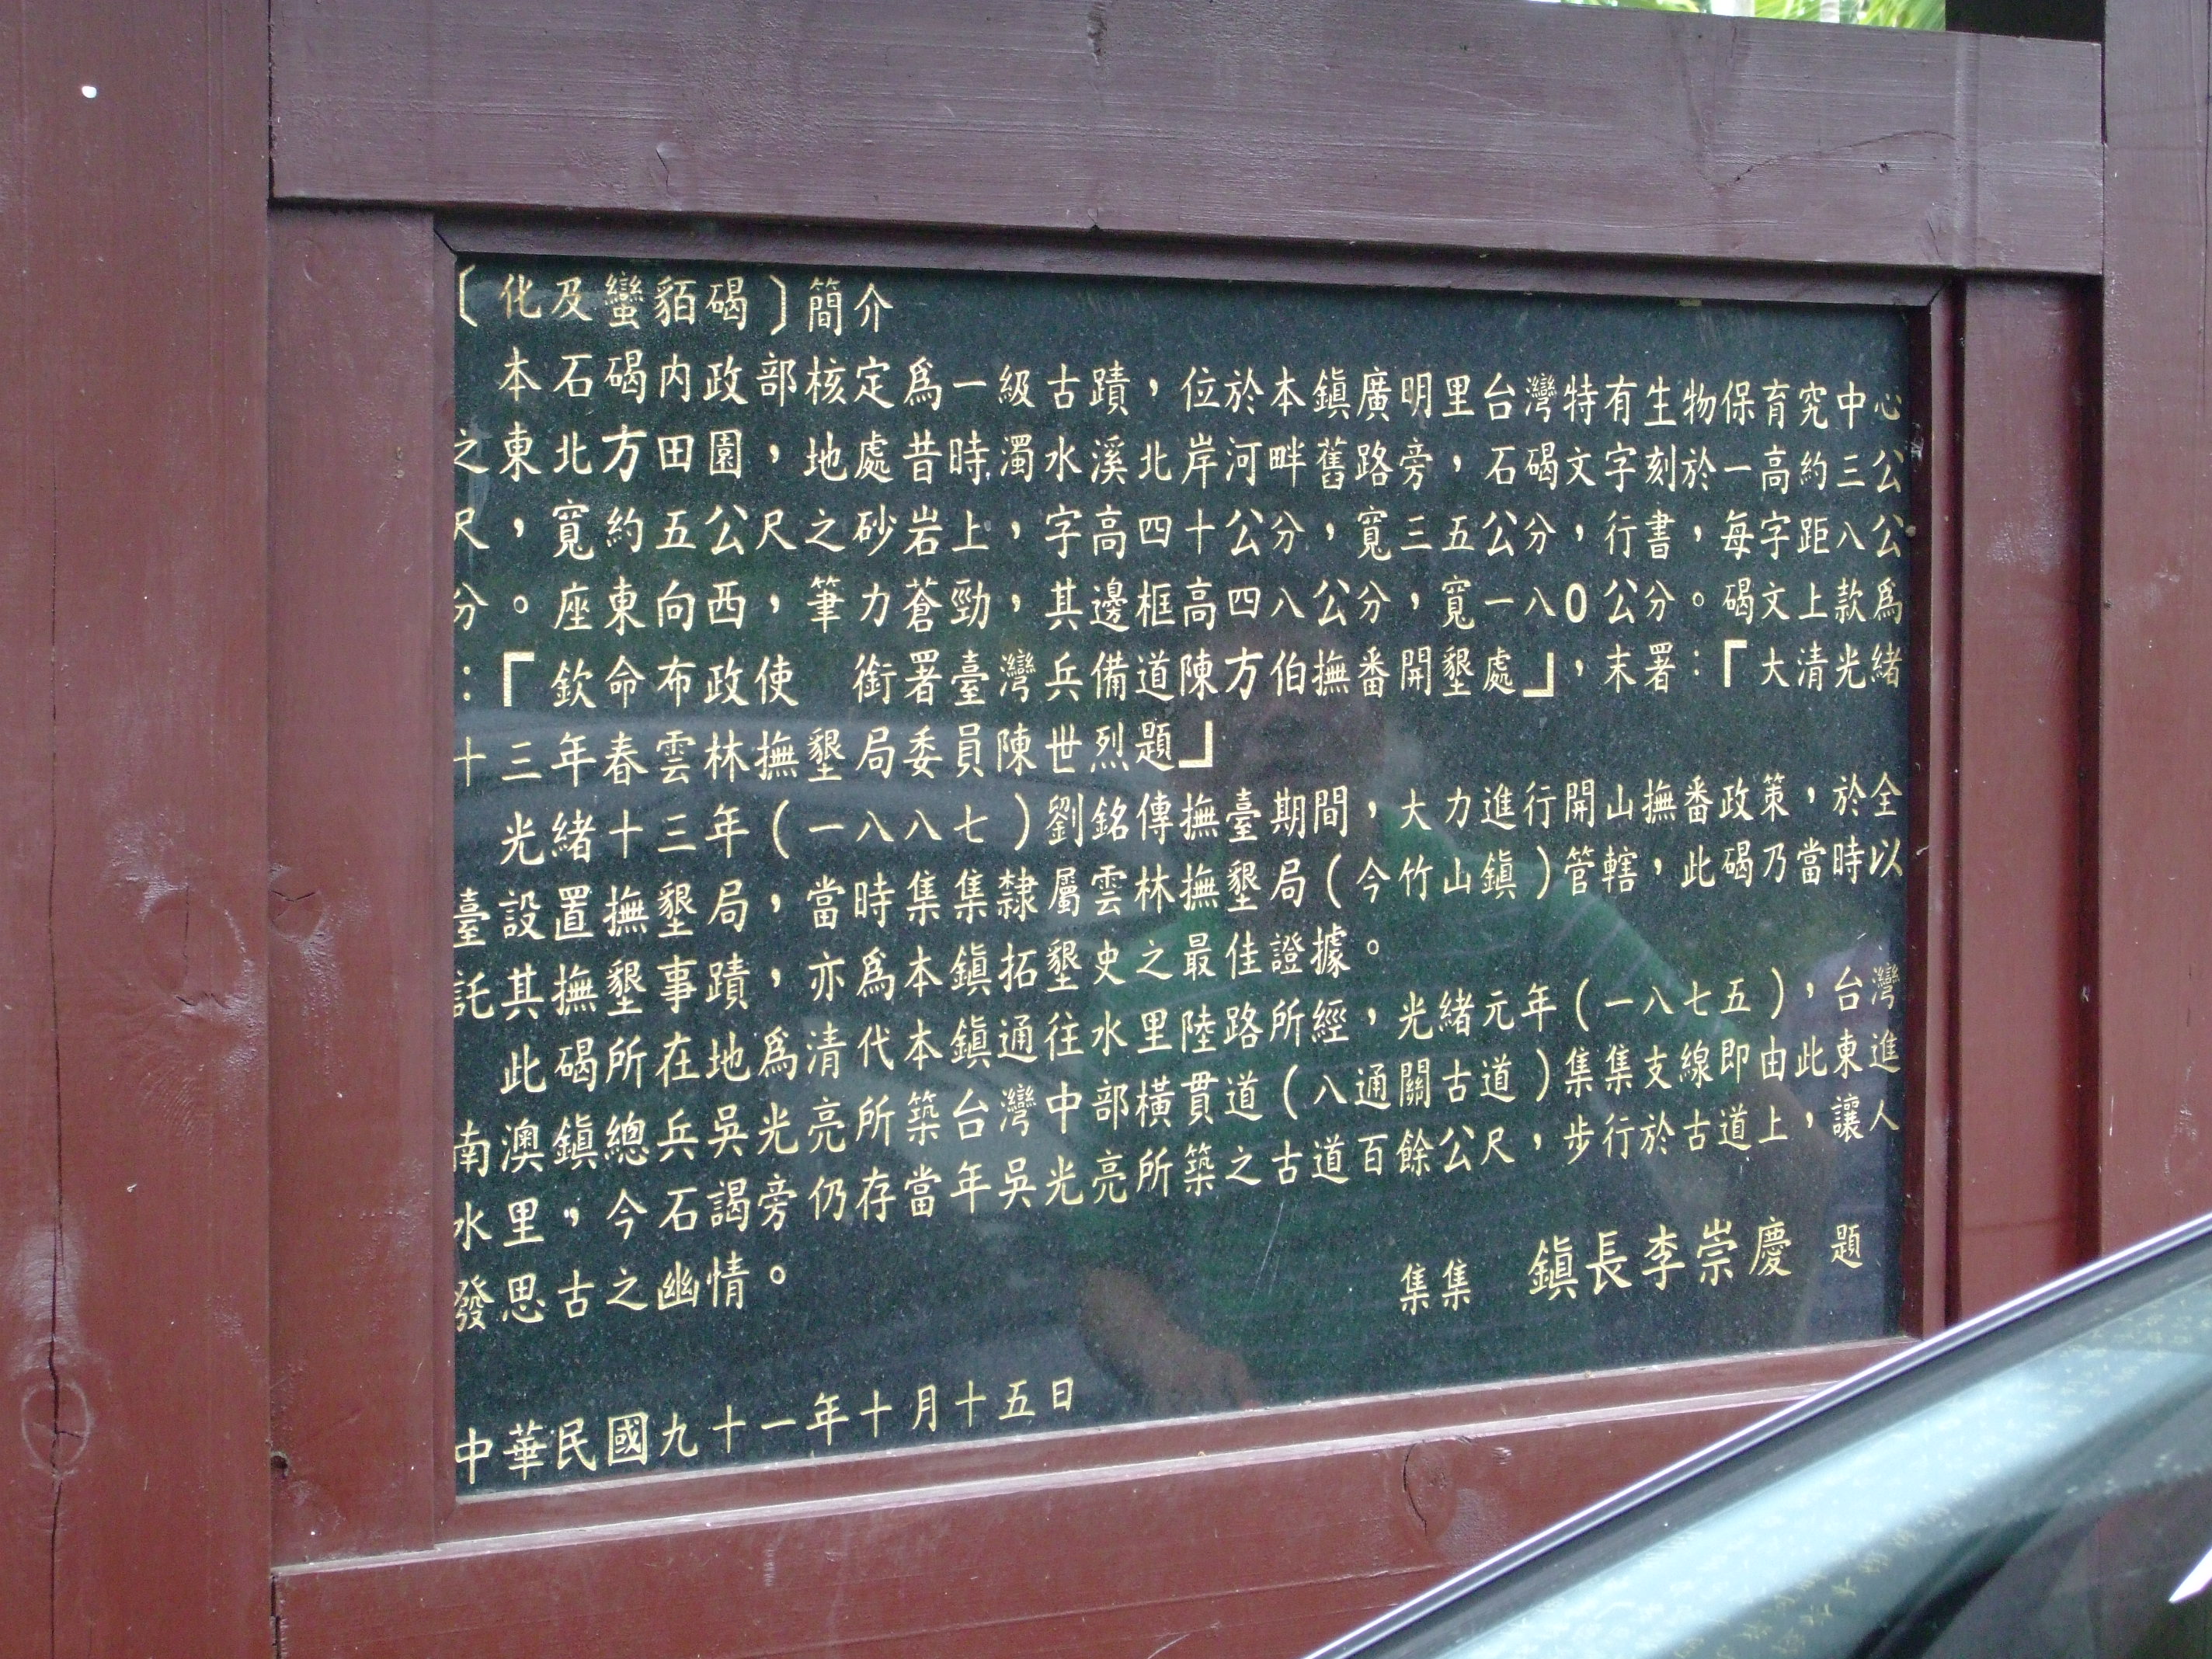 〔化及蠻貊碣〕簡介
本石碣內政部核定爲一級古蹟，位於本鎮廣明里台灣特有生物保育究中心
之東北方田園，地處昔時濁水溪北岸河畔舊路旁，石碣文字刻於一高約三公
尺，寬約五公尺之砂岩上，字高四十公分，寬三五公分，行書，每字距八公
分。座東向西，筆力蒼勁，其邊框高四八公分，寬一八0公分。碣文上款爲
：「欽命布政使　銜署臺灣兵備道陳方伯撫番開墾處」，末署：「大清光緒
十三年春雲林撫墾局委員陳世烈題」
光緒十三年（一八八七）劉銘傳撫臺期間，大力進行開山撫番政策，於全
臺設置撫墾局，當時集集隸屬雲林撫墾局（今竹山鎮）管轄，此碣乃當時以
託其撫墾事蹟，亦爲本鎮拓墾史之最佳證據。
此碣所在地爲清代本鎮通往水里陸路所經，光緒元年（一八七五），台灣
南澳鎮總兵吳光亮所築台灣中部橫貫道（八通關古道）集集支線即由此東進
水里，今石謁旁仍存當年吳光亮所築之古道百餘公尺，步行於古道上，讓人
發思古之幽情。
集集　鎮長李崇慶　題
中華民國九十一年十月十五日